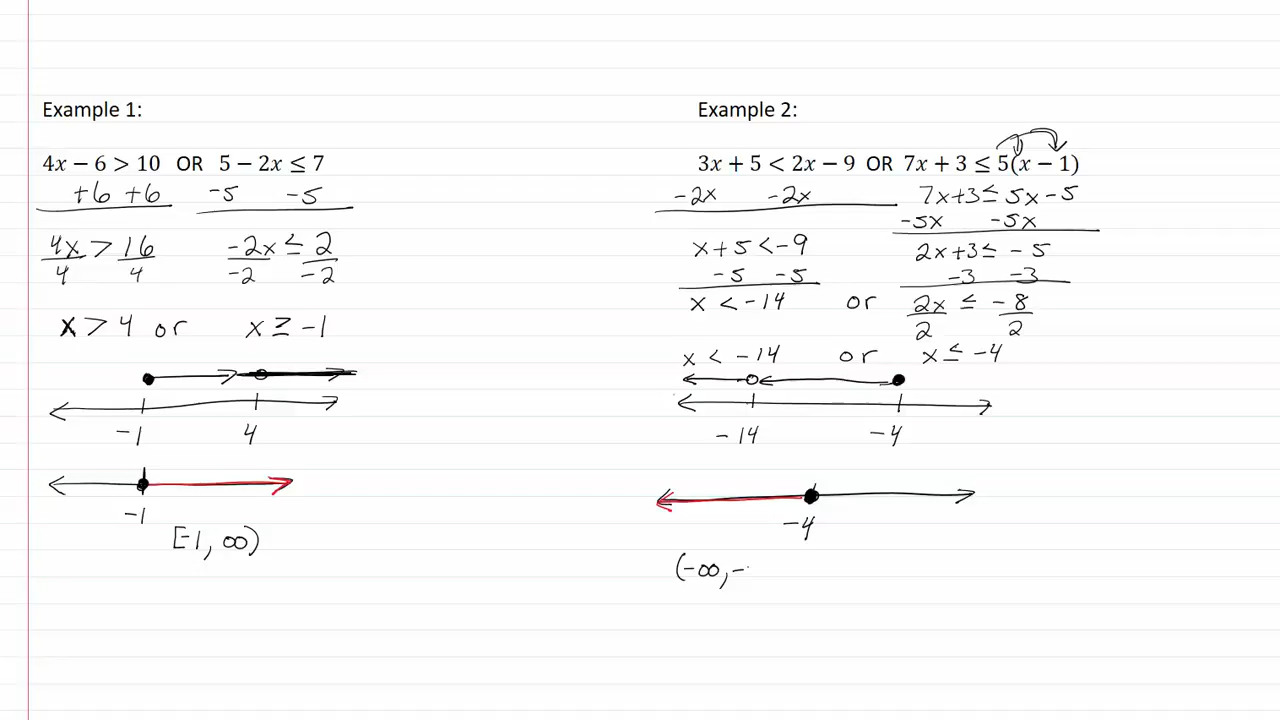 Example 1:
4x − 6 > 10 OR 5 − 2x ≤ 7
+6 +6 -5 -5
4x > 16 -2x ≤ 2
4 4 -2 -2
x > 4 or x ≥ -1
-1 4
-1
[-1, ∞)
Example 2:
3x + 5 < 2x − 9 OR 7x + 3 ≤ 5(x − 1)
-2x -2x 7x+3 ≤ 5x -5
-5x -5x
x + 5 < -9 2x+3 ≤ -5
-5 -5 -3 -3
x < -14 or 2x ≤ -8
2 2
x < -14 or x ≤ -4
-14 -4
-4
(-∞, -